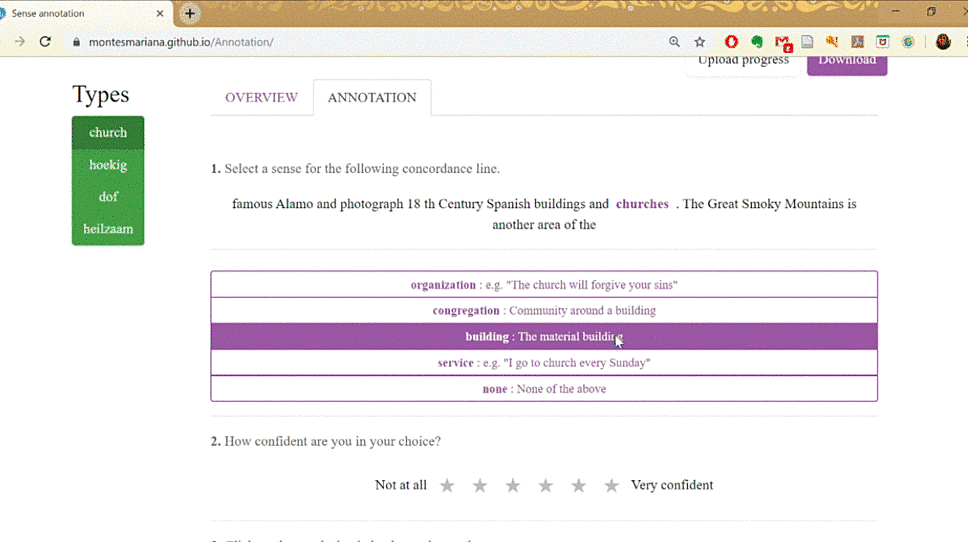 Sense annotation
montesmariana.github.io/Annotation/
Upload progress
Download
Types
church
hoekig
dof
heilzaam
OVERVIEW
ANNOTATION
1. Select a sense for the following concordance line.
famous Alamo and photograph 18 th Century Spanish buildings and churches . The Great Smoky Mountains is
another area of the
organization : e.g. "The church will forgive your sins"
congregation : Community around a building
building : The material building
service : e.g. "I go to church every Sunday"
none : None of the above
2. How confident are you in your choice?
Not at all
Very confident